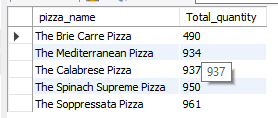 pizza_name Total_quantity
The Brie Carre Pizza 490
The Mediterranean Pizza 934
The Calabrese Pizza 937
937
The Spinach Supreme Pizza 950
The Soppressata Pizza 961